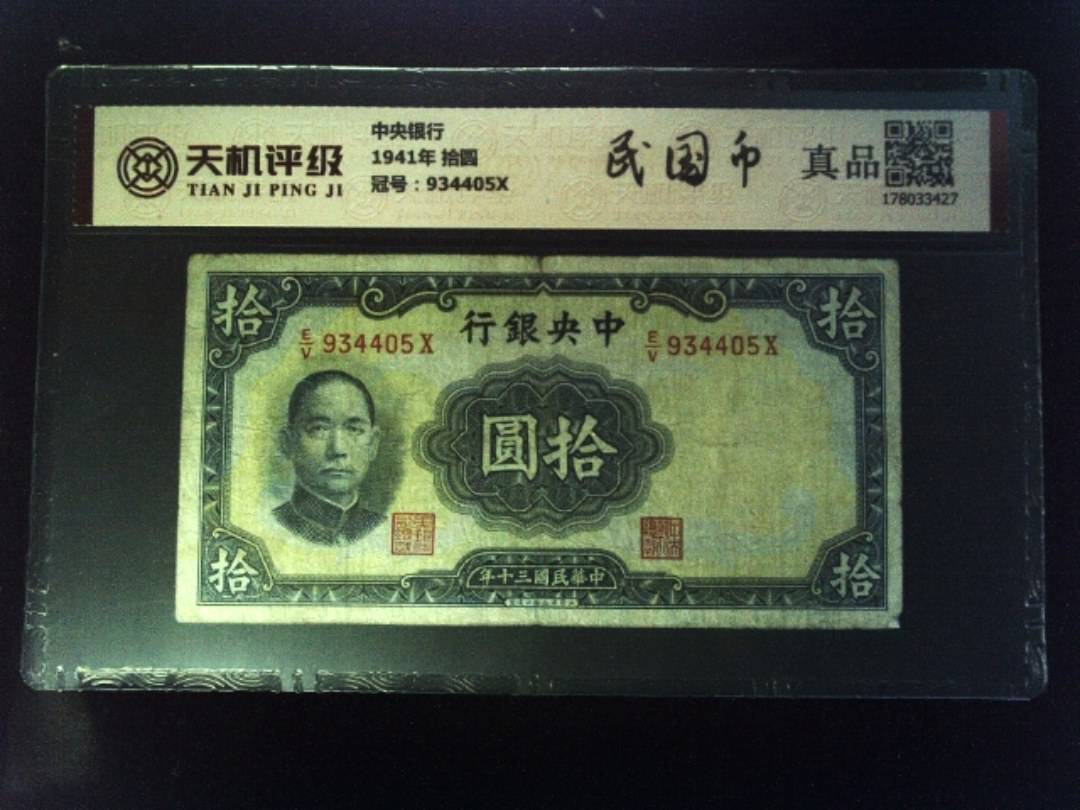 天机评级
TIAN JI PING JI
中央银行
1941年 拾圆
冠号：934405X
民国币
真品
178033427
拾
拾
行銀央中
E/V 934405X
E/V 934405X
圓拾
年十三國民華中
拾
拾